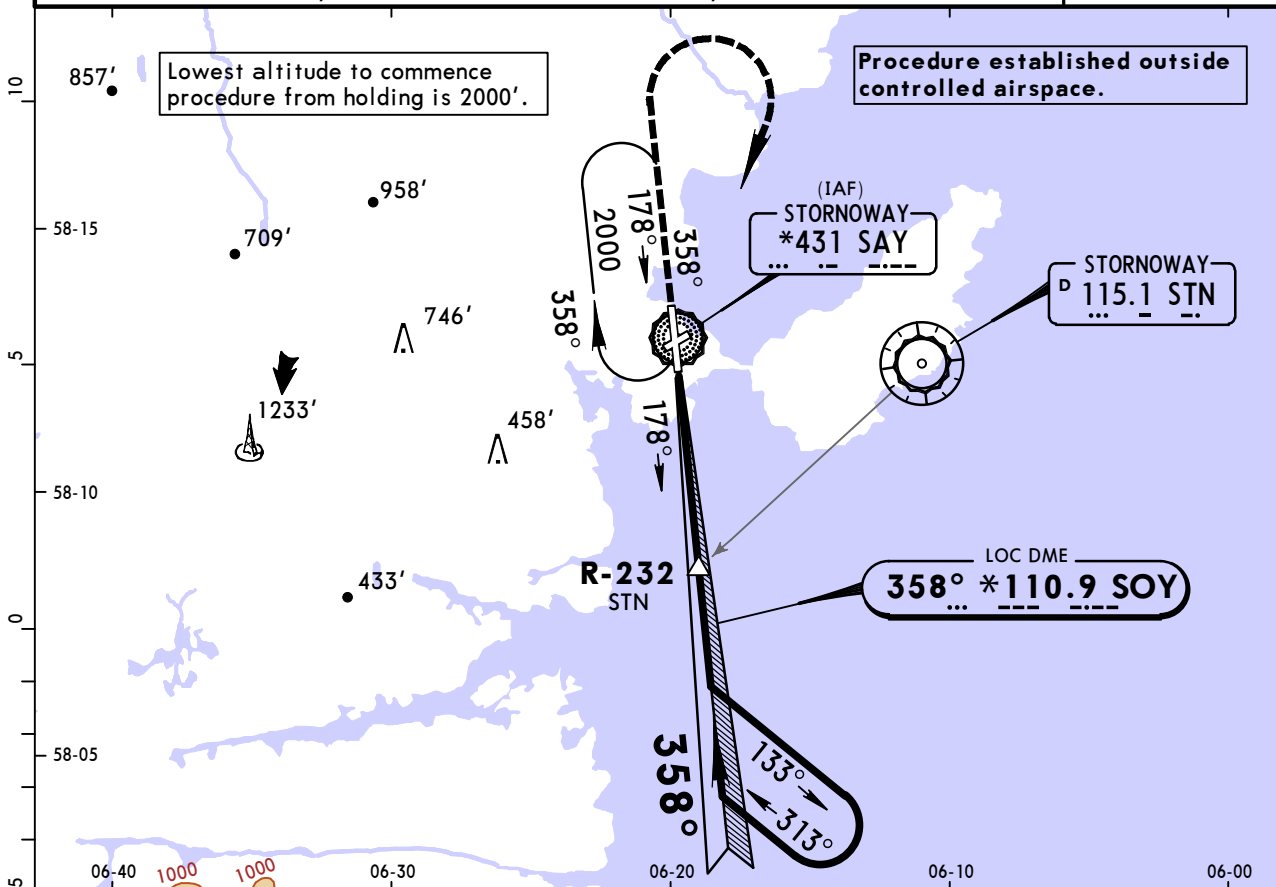 10
857'
Lowest altitude to commence
procedure from holding is 2000'.
Procedure established outside
controlled airspace.
958'
58-15
709'
2000
178°
358°
(IAF)
STORNOWAY
*431 SAY
STORNOWAY
D 115.1 STN
746'
358°
5
1233'
458'
178°
58-10
R-232
STN
LOC DME
358° *110.9 SOY
433'
0
58-05
358°
133°
313°
5
1000
1000
06-40
06-30
06-20
06-10
06-00